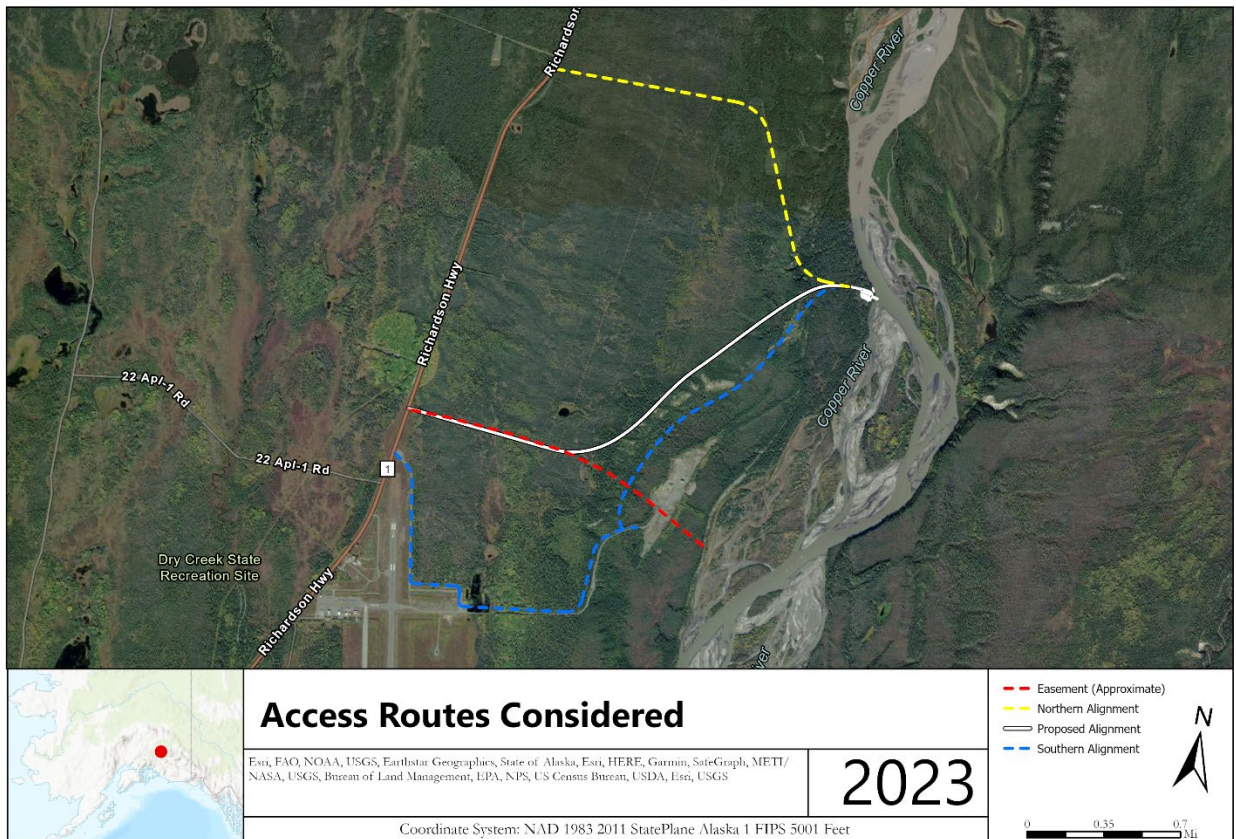 Richardson
Copper River
Richardson Hwy
22 Apl-1 Rd
Copper River
22 Apl-1 Rd
1
Dry Creek State
Recreation Site
Richardson Hwy
River
Access Routes Considered
Esri, FAO, NOAA, USGS, Earthstar Geographics, State of Alaska, Esri, HERE, Garmin, SafeGraph, METI/
NASA, USGS, Bureau of Land Management, EPA, NPS, US Census Bureau, USDA, Esri, USGS
2023
Coordinate System: NAD 1983 2011 StatePlane Alaska 1 FIPS 5001 Feet
Easement (Approximate)
Northern Alignment
Proposed Alignment
Southern Alignment
N
0 0.35 0.7
Mi